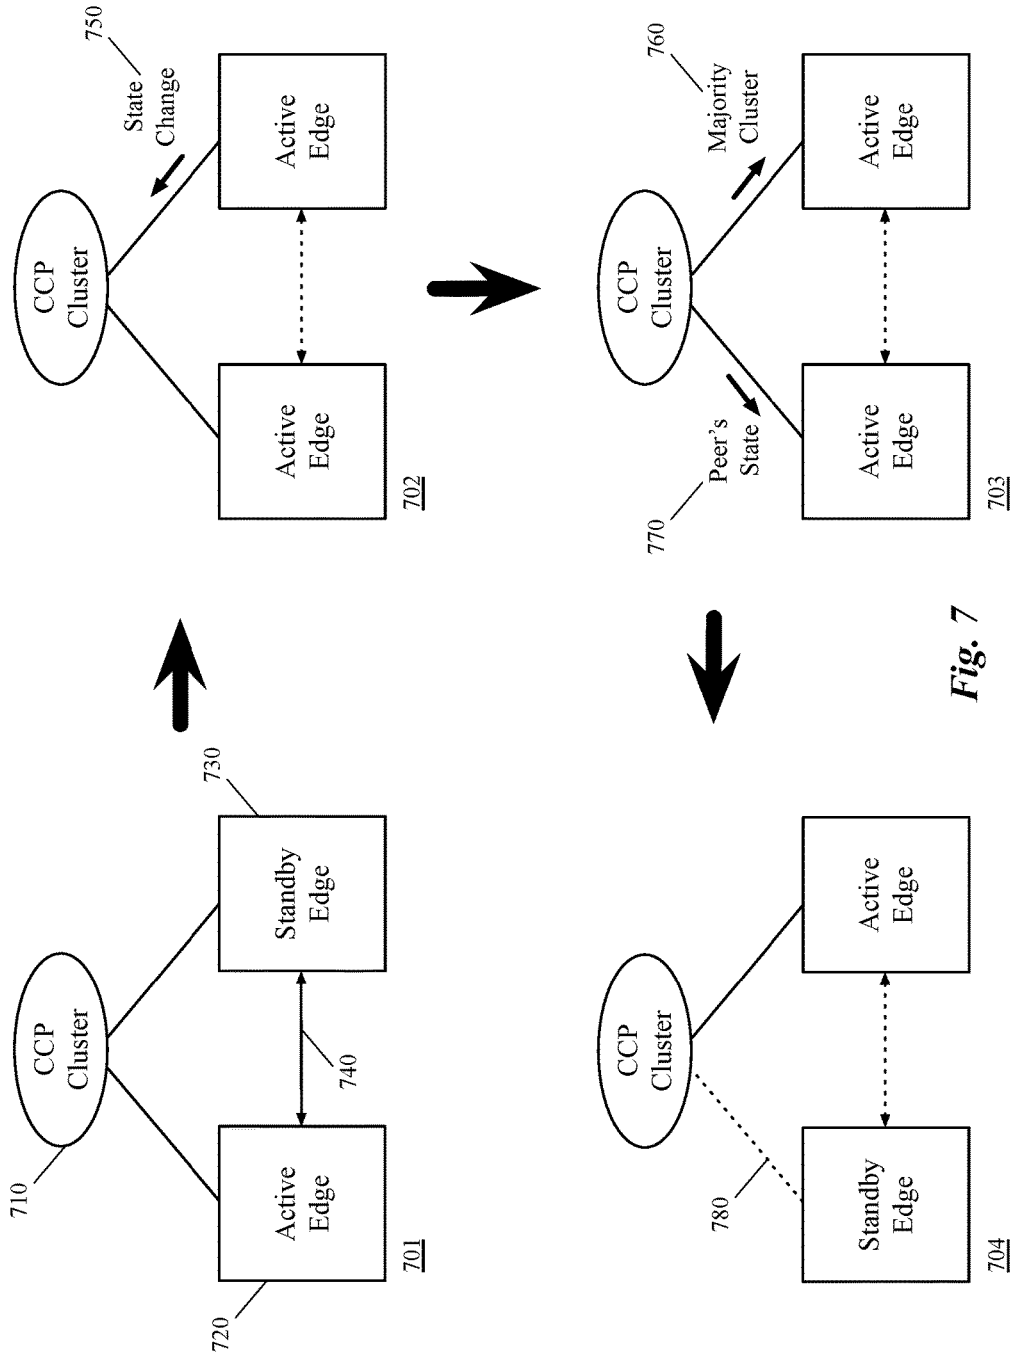 710
CCP
Cluster
720
Active
Edge
740
Standby
Edge
730
701
CCP
Cluster
750
State
Change
Active
Edge
Active
Edge
702
CCP
Cluster
780
Standby
Edge
Active
Edge
704
CCP
Cluster
770
Peer's
State
760
Majority
Cluster
Active
Edge
Active
Edge
703
Fig. 7